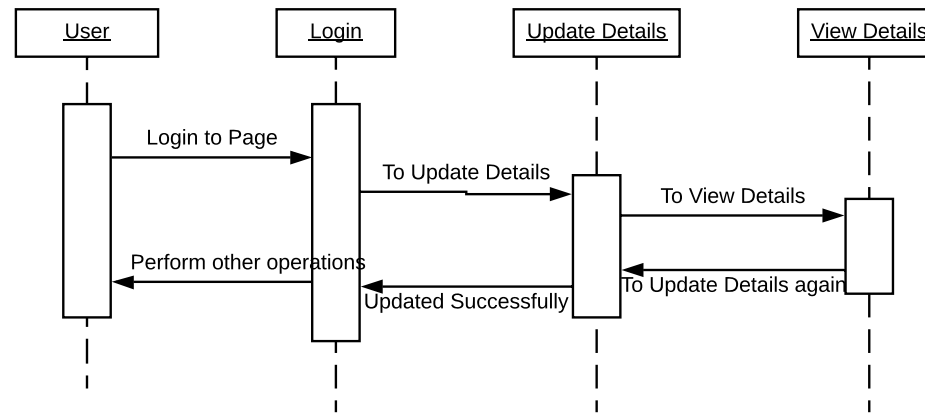 User
Login
Update Details
View Details
Login to Page
To Update Details
To View Details
Perform other operations
To Update Details again
Updated Successfully